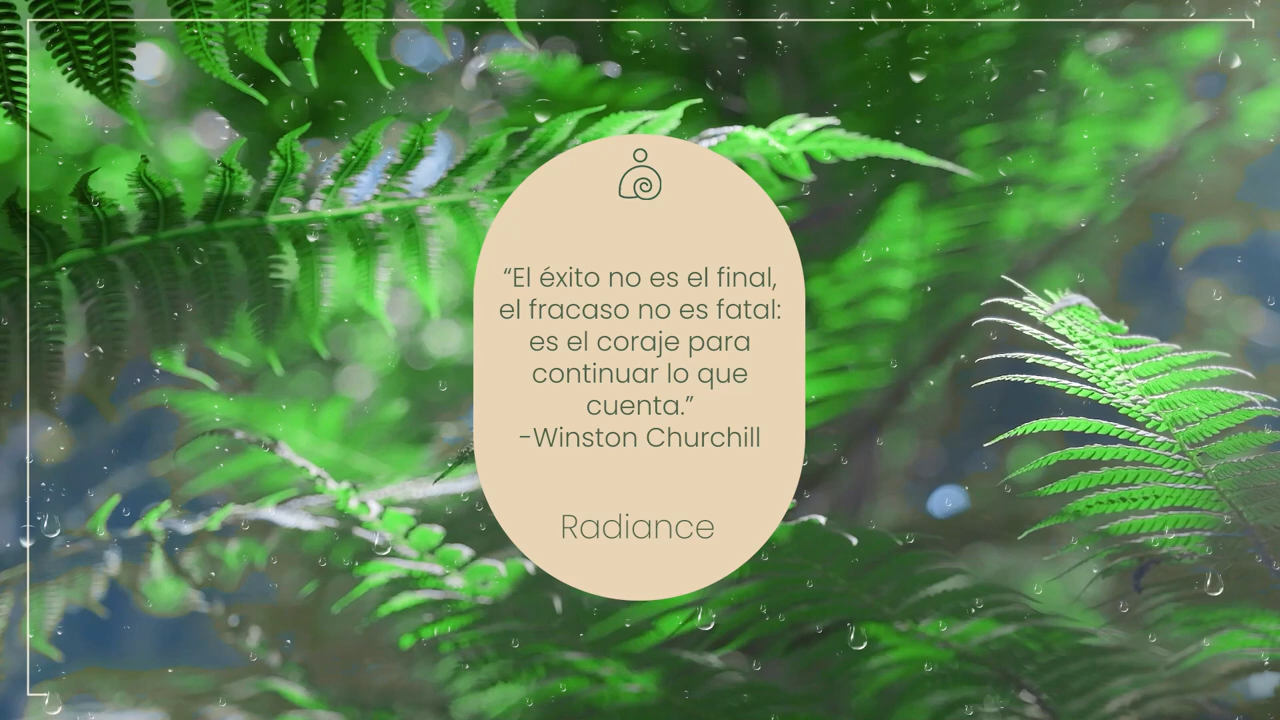 “El éxito no es el final,
el fracaso no es fatal:
es el coraje para
continuar lo que
cuenta.”
-Winston Churchill
Radiance